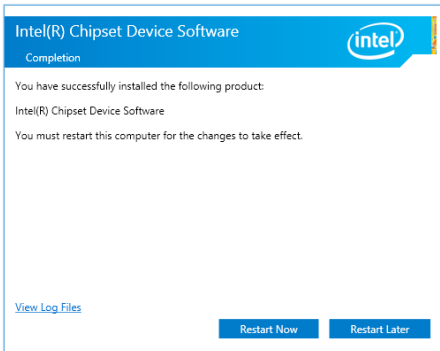 Intel(R) Chipset Device Software
Completion
intel
You have successfully installed the following product:
Intel(R) Chipset Device Software
You must restart this computer for the changes to take effect.
View Log Files
Restart Now
Restart Later